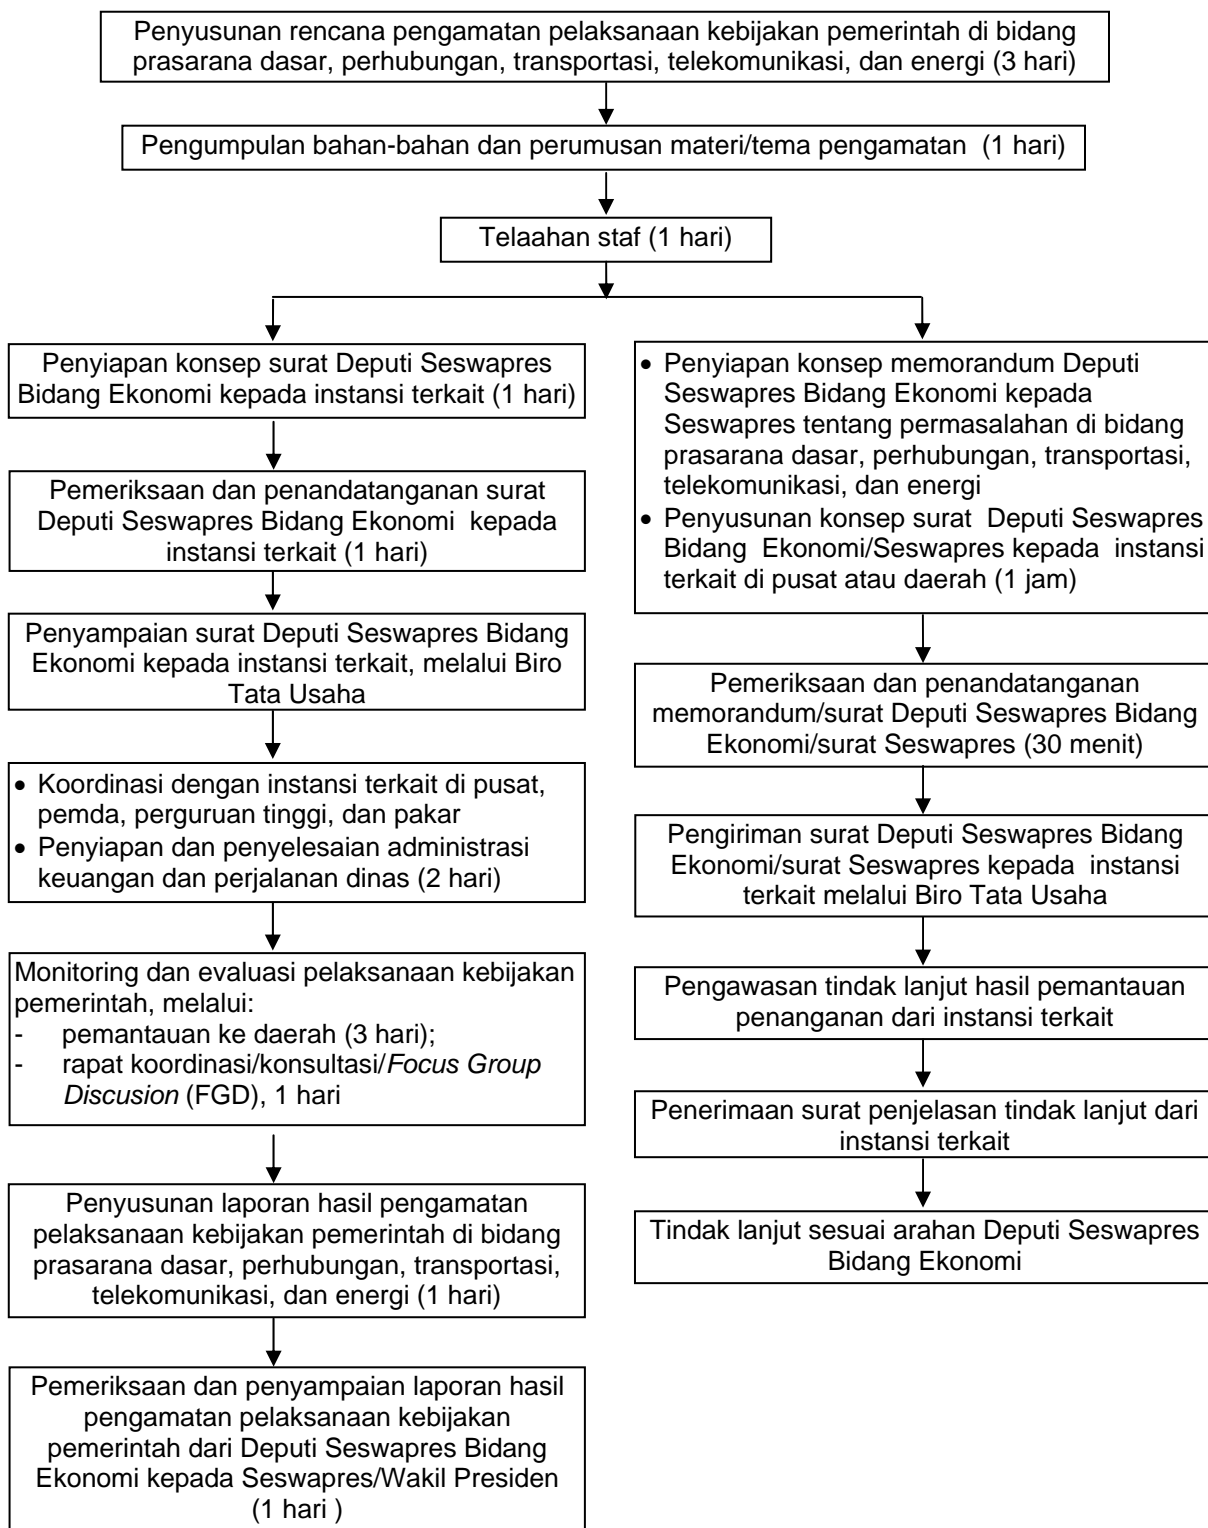 Penyusunan rencana pengamatan pelaksanaan kebijakan pemerintah di bidang
prasarana dasar, perhubungan, transportasi, telekomunikasi, dan energi (3 hari)
Pengumpulan bahan-bahan dan perumusan materi/tema pengamatan  (1 hari)
Telaahan staf (1 hari)
Penyiapan konsep surat Deputi Seswapres
Bidang Ekonomi kepada instansi terkait (1 hari)
Pemeriksaan dan penandatanganan surat
Deputi Seswapres Bidang Ekonomi  kepada
instansi terkait (1 hari)
Penyampaian surat Deputi Seswapres Bidang
Ekonomi kepada instansi terkait, melalui Biro
Tata Usaha
• Koordinasi dengan instansi terkait di pusat,
pemda, perguruan tinggi, dan pakar
• Penyiapan dan penyelesaian administrasi
keuangan dan perjalanan dinas (2 hari)
Monitoring dan evaluasi pelaksanaan kebijakan
pemerintah, melalui:
- pemantauan ke daerah (3 hari);
- rapat koordinasi/konsultasi/Focus Group
Discusion (FGD), 1 hari
Penyusunan laporan hasil pengamatan
pelaksanaan kebijakan pemerintah di bidang
prasarana dasar, perhubungan, transportasi,
telekomunikasi, dan energi (1 hari)
Pemeriksaan dan penyampaian laporan hasil
pengamatan pelaksanaan kebijakan
pemerintah dari Deputi Seswapres Bidang
Ekonomi kepada Seswapres/Wakil Presiden
(1 hari )
• Penyiapan konsep memorandum Deputi
Seswapres Bidang Ekonomi kepada
Seswapres tentang permasalahan di bidang
prasarana dasar, perhubungan, transportasi,
telekomunikasi, dan energi
• Penyusunan konsep surat  Deputi Seswapres
Bidang  Ekonomi/Seswapres kepada  instansi
terkait di pusat atau daerah (1 jam)
Pemeriksaan dan penandatanganan
memorandum/surat Deputi Seswapres Bidang
Ekonomi/surat Seswapres (30 menit)
Pengiriman surat Deputi Seswapres Bidang
Ekonomi/surat Seswapres kepada  instansi
terkait melalui Biro Tata Usaha
Pengawasan tindak lanjut hasil pemantauan
penanganan dari instansi terkait
Penerimaan surat penjelasan tindak lanjut dari
instansi terkait
Tindak lanjut sesuai arahan Deputi Seswapres
Bidang Ekonomi